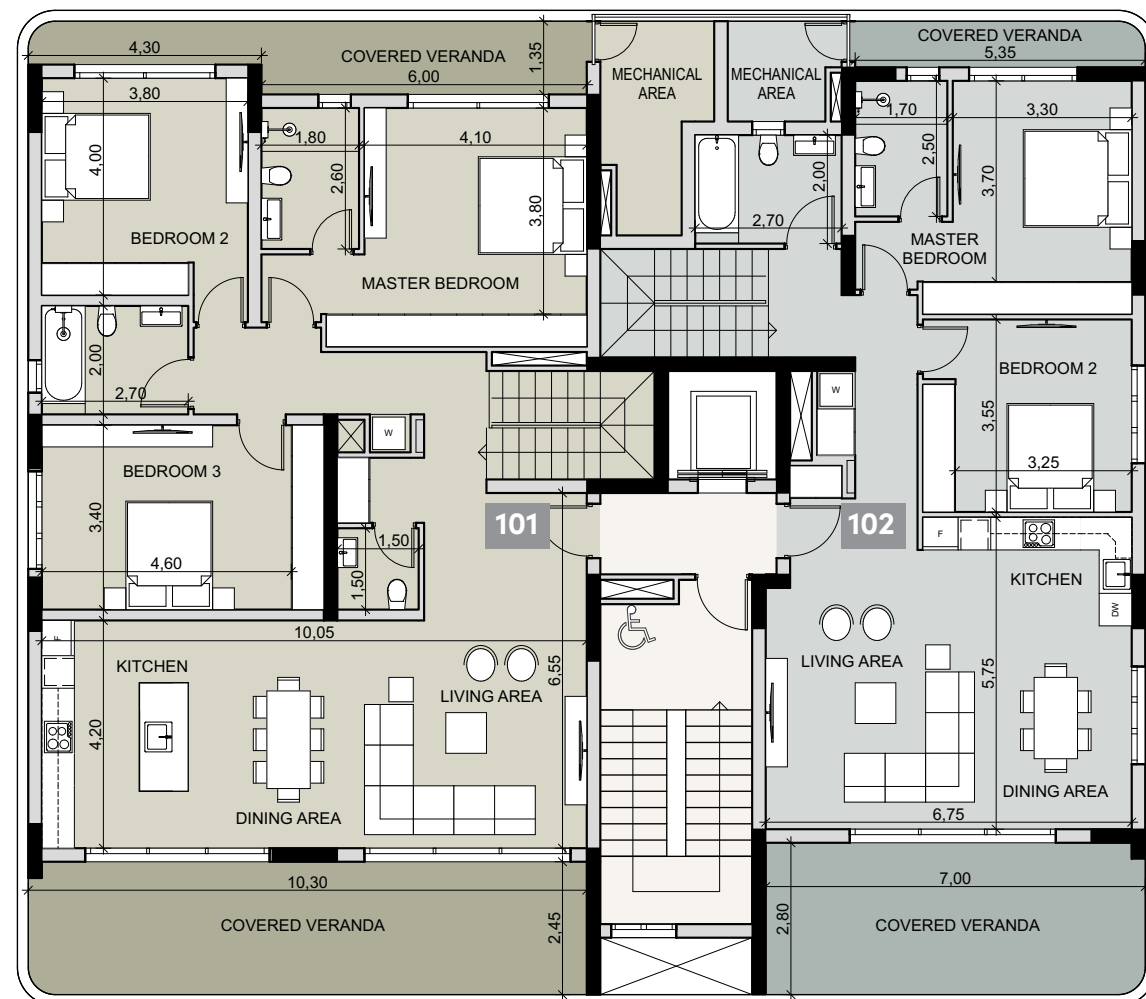 COVERED VERANDA
5,35
4,30
COVERED VERANDA
6,00
1,35
MECHANICAL
AREA
MECHANICAL
AREA
3,80
4,00
1,80
2,60
4,10
3,80
2,00
2,70
1,70
2,50
3,30
3,70
BEDROOM 2
MASTER BEDROOM
MASTER
BEDROOM
2,00
2,70
BEDROOM 2
3,55
3,25
W
W
BEDROOM 3
3,40
4,60
1,50
1,50
101
102
F
KITCHEN
DW
10,05
F
KITCHEN
6,55
LIVING AREA
4,20
DINING AREA
LIVING AREA
5,75
DINING AREA
6,75
10,30
COVERED VERANDA
2,45
7,00
2,80
COVERED VERANDA